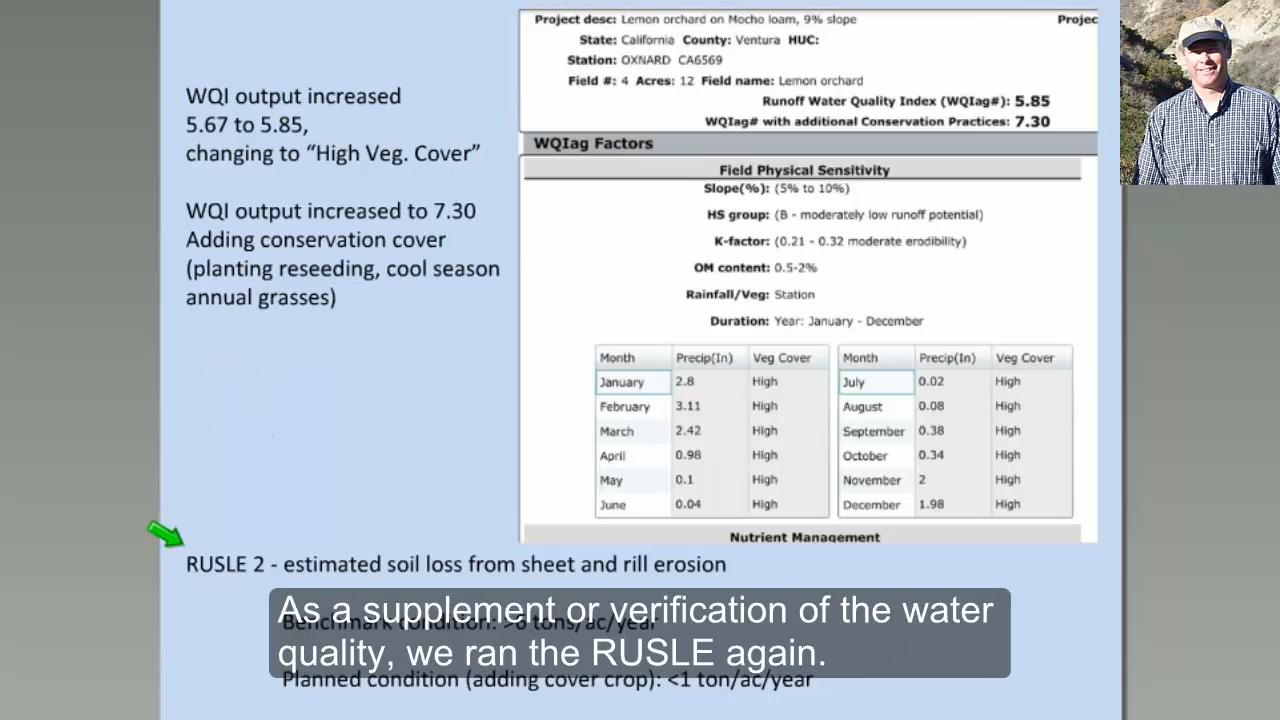 WQI output increased
5.67 to 5.85,
changing to “High Veg. Cover”
WQI output increased to 7.30
Adding conservation cover
(planting reseeding, cool season
annual grasses)
Project desc: Lemon orchard on Mocho loam, 9% slope
Projec
State: California County: Ventura HUC:
Station: OXNARD CA6569
Field #: 4 Acres: 12 Field name: Lemon orchard
Runoff Water Quality Index (WQIag#): 5.85
WQIag# with additional Conservation Practices: 7.30
WQIag Factors
Field Physical Sensitivity
Slope(%): (5% to 10%)
HS group: (B - moderately low runoff potential)
K-factor: (0.21 - 0.32 moderate erodibility)
OM content: 0.5-2%
Rainfall/Veg: Station
Duration: Year: January - December
Month Precip(In) Veg Cover Month Precip(In) Veg Cover
January 2.8 High July 0.02 High
February 3.11 High August 0.08 High
March 2.42 High September 0.38 High
April 0.98 High October 0.34 High
May 0.1 High November 2 High
June 0.04 High December 1.98 High
Nutrient Management
RUSLE 2 - estimated soil loss from sheet and rill erosion
Benchmark condition: tons/ac/year
Planned condition (adding cover crop): <1 ton/ac/year
As a supplement or verification of the water
quality, we ran the RUSLE again.